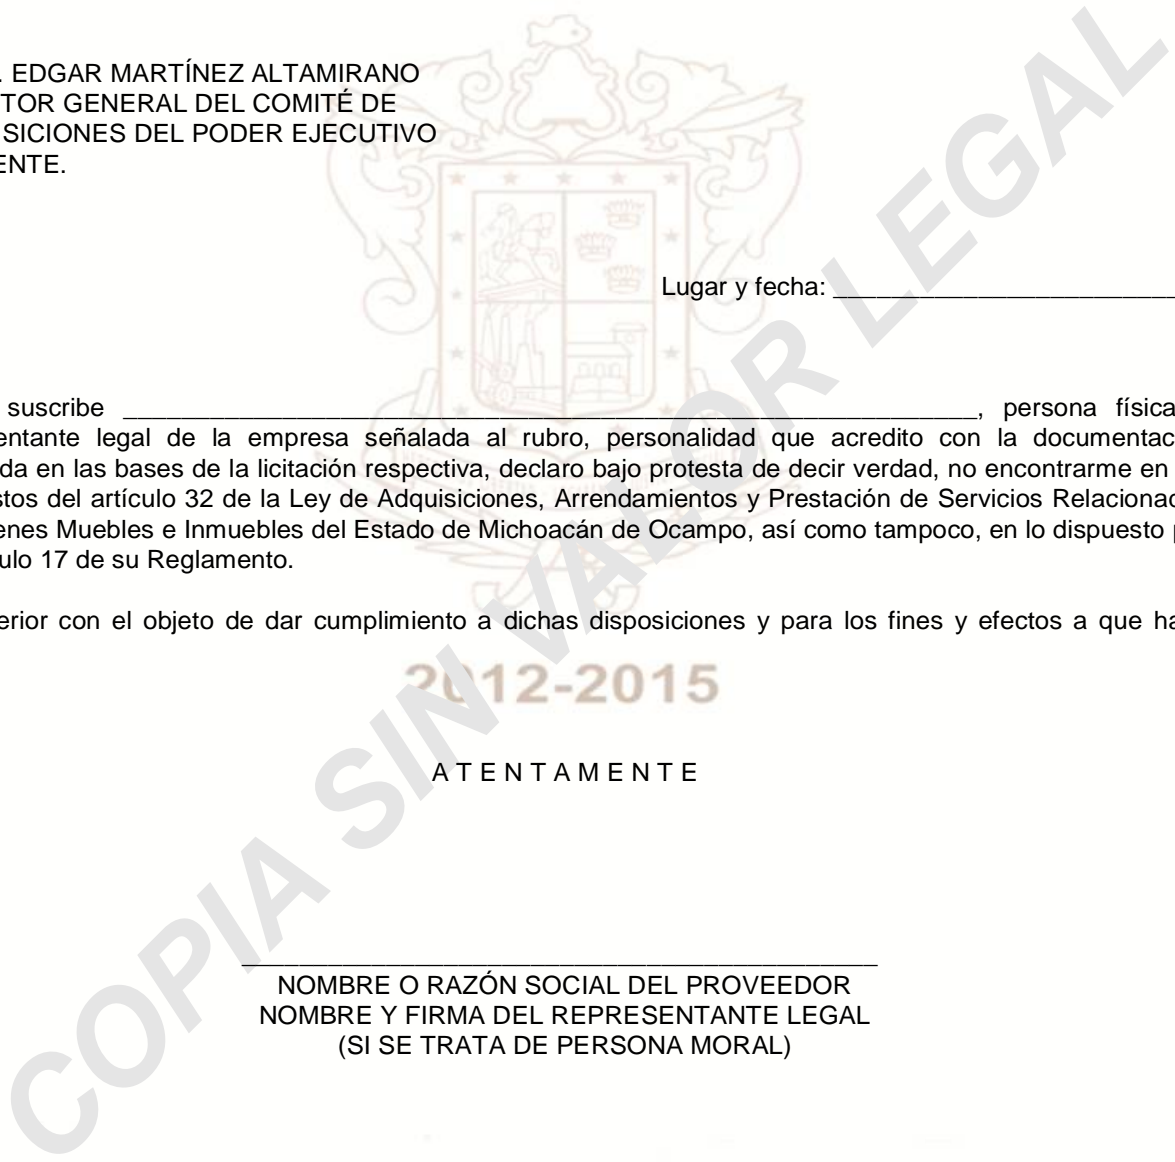 . EDGAR MARTÍNEZ ALTAMIRANO
TOR GENERAL DEL COMITÉ DE
SICIONES DEL PODER EJECUTIVO
ENTE.
Lugar y fecha: ________________________
suscribe ____________________________________________________________, persona física
entante legal de la empresa señalada al rubro, personalidad que acredito con la documentac
da en las bases de la licitación respectiva, declaro bajo protesta de decir verdad, no encontrarme en
stos del artículo 32 de la Ley de Adquisiciones, Arrendamientos y Prestación de Servicios Relacionad
enes Muebles e Inmuebles del Estado de Michoacán de Ocampo, así como tampoco, en lo dispuesto p
ulo 17 de su Reglamento.
erior con el objeto de dar cumplimiento a dichas disposiciones y para los fines y efectos a que ha
2012-2015
A T E N T A M E N T E
_____________________________________________
NOMBRE O RAZÓN SOCIAL DEL PROVEEDOR
NOMBRE Y FIRMA DEL REPRESENTANTE LEGAL
(SI SE TRATA DE PERSONA MORAL)
COPIA SIN VALOR LEGAL